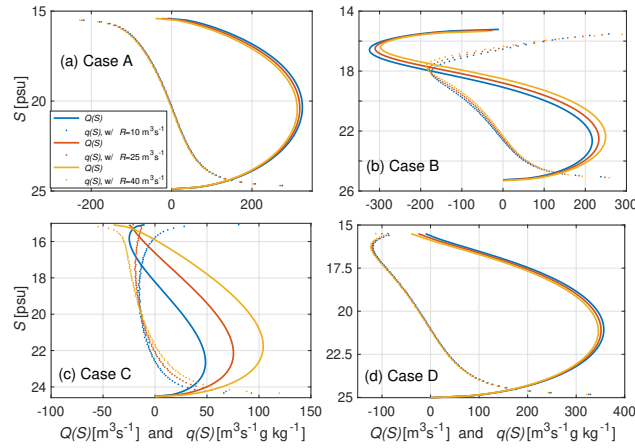 15
20
25
S [psu]
(a) Case A
Q(S)
q(S), w/ R=10 m³s⁻¹
Q(S)
q(S), w/ R=25 m³s⁻¹
Q(S)
q(S), w/ R=40 m³s⁻¹
-200 0 200
14
16
18
20
22
24
26
(b) Case B
-300 -200 -100 0 100 200 300
15
16
18
20
22
24
S [psu]
(c) Case C
-100 -50 0 50 100 150
Q(S)[m³s⁻¹] and q(S)[m³s⁻¹g kg⁻¹]
15
17.5
20
22.5
25
(d) Case D
-100 0 100 200 300 400
Q(S)[m³s⁻¹] and q(S)[m³s⁻¹g kg⁻¹]